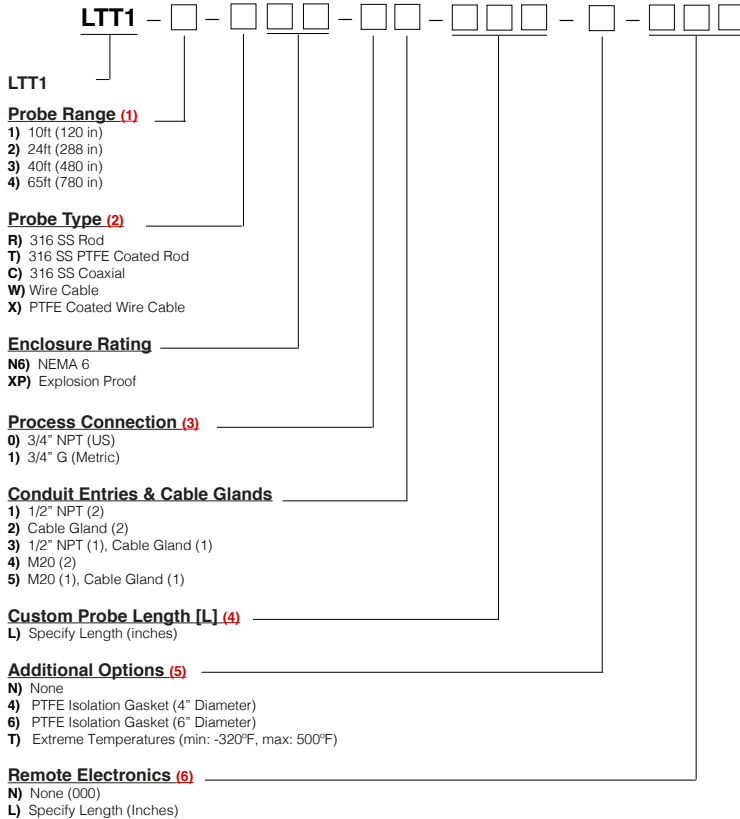 LTT1 – □ – □ □□ – □ □ – □□□ – □ – □□□
LTT1
Probe Range (1)
1) 10ft (120 in)
2) 24ft (288 in)
3) 40ft (480 in)
4) 65ft (780 in)
Probe Type (2)
R) 316 SS Rod
T) 316 SS PTFE Coated Rod
C) 316 SS Coaxial
W) Wire Cable
X) PTFE Coated Wire Cable
Enclosure Rating
N6) NEMA 6
XP) Explosion Proof
Process Connection (3)
0) 3/4” NPT (US)
1) 3/4” G (Metric)
Conduit Entries & Cable Glands
1) 1/2” NPT (2)
2) Cable Gland (2)
3) 1/2” NPT (1), Cable Gland (1)
4) M20 (2)
5) M20 (1), Cable Gland (1)
Custom Probe Length [L] (4)
L) Specify Length (inches)
Additional Options (5)
N) None
4) PTFE Isolation Gasket (4” Diameter)
6) PTFE Isolation Gasket (6” Diameter)
T) Extreme Temperatures (min: -320ºF, max: 500ºF)
Remote Electronics (6)
N) None (000)
L) Specify Length (Inches)